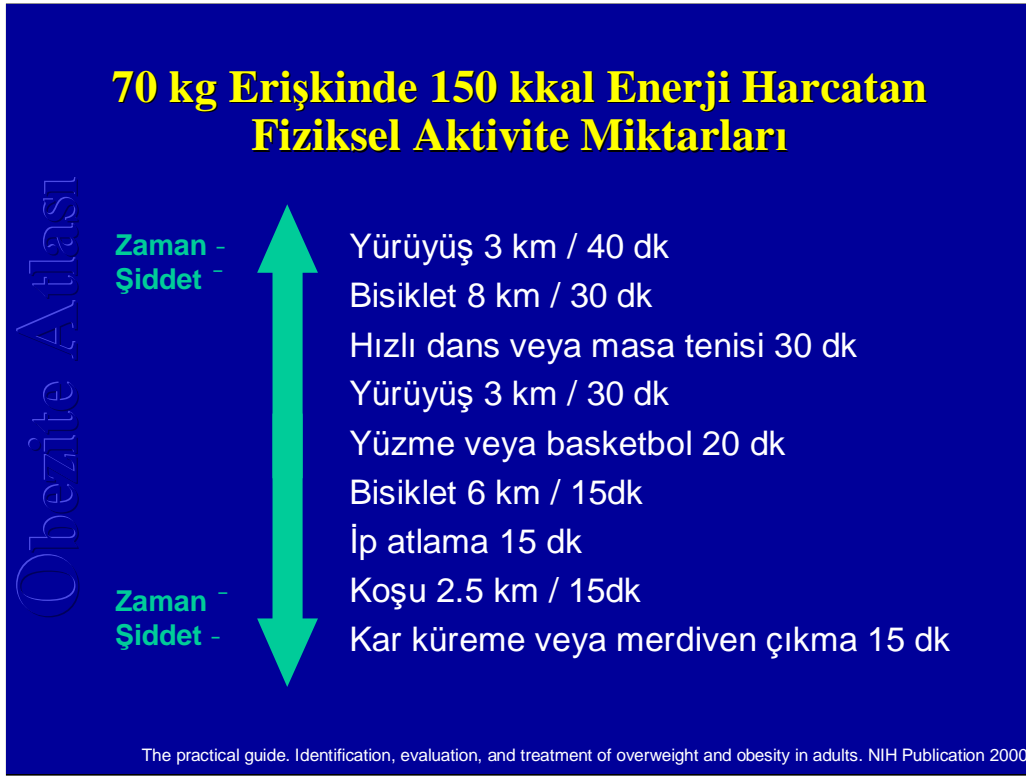 70 kg Erişkinde 150 kkal Enerji Harcatan
Fiziksel Aktivite Miktarları
Obezite Atlası
Zaman -
Şiddet ¯
Yürüyüş 3 km / 40 dk
Bisiklet 8 km / 30 dk
Hızlı dans veya masa tenisi 30 dk
Yürüyüş 3 km / 30 dk
Yüzme veya basketbol 20 dk
Bisiklet 6 km / 15dk
İp atlama 15 dk
Koşu 2.5 km / 15dk
Kar küreme veya merdiven çıkma 15 dk
Zaman ¯
Şiddet -
The practical guide. Identification, evaluation, and treatment of overweight and obesity in adults. NIH Publication 2000